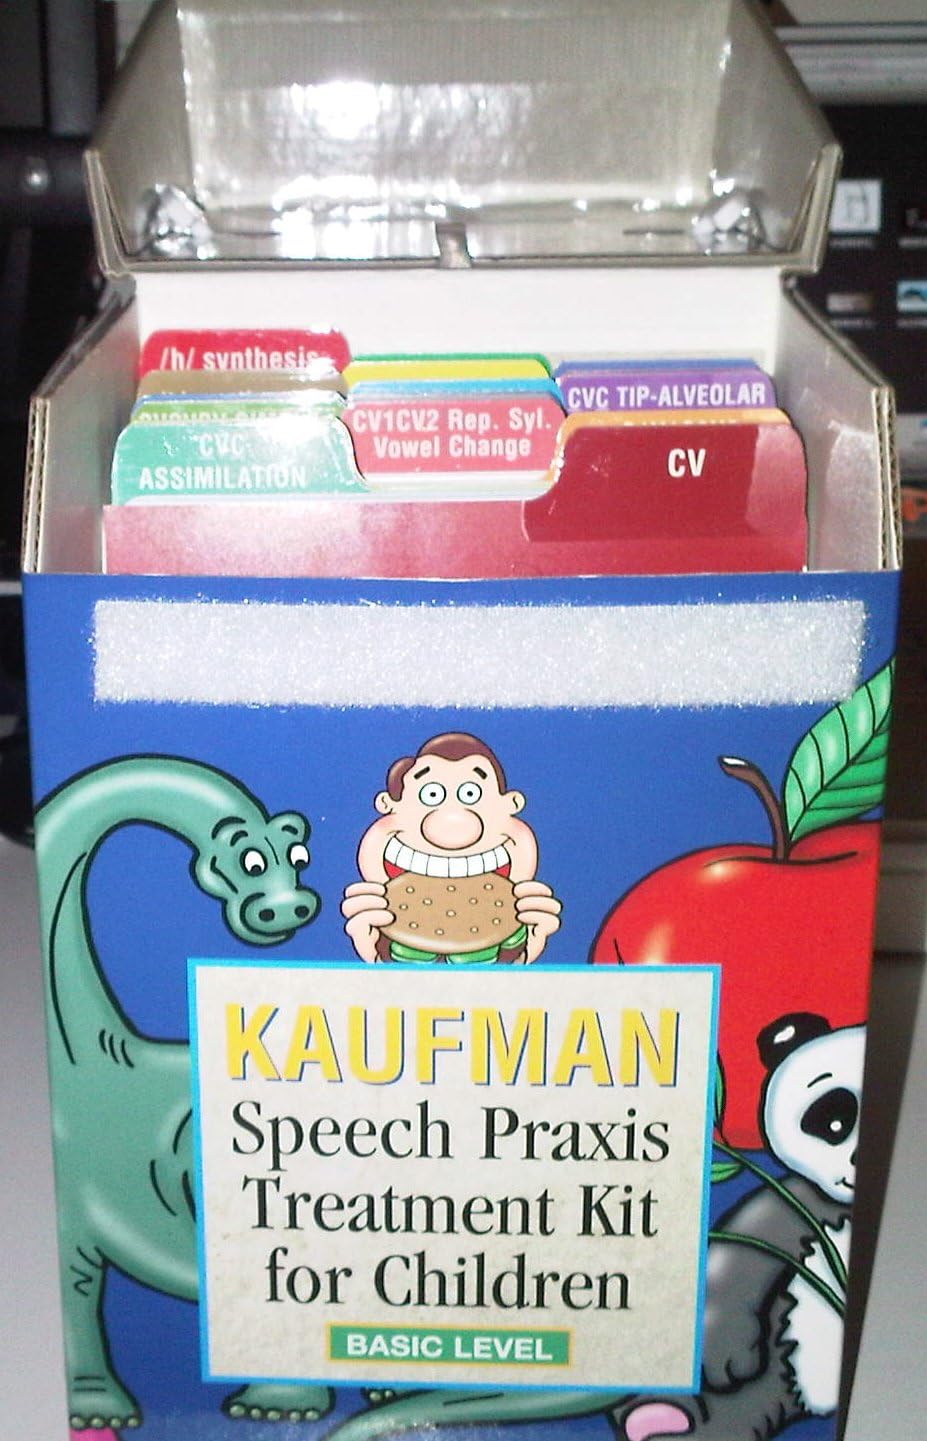 /h/ synthesis
CVC TIP-ALVEOLAR
CV1CV2 Rep. Syl.
Vowel Change
CVC
ASSIMILATION
CV
KAUFMAN
Speech Praxis
Treatment Kit
for Children
BASIC LEVEL